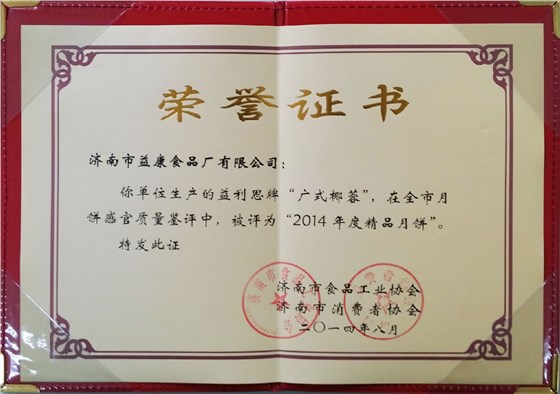 荣誉证书
济南市益康食品厂有限公司：
你单位生产的益利思牌“广式椰蓉”，在全市月
饼感官质量鉴评中，被评为“2014年度精品月饼”。
特发此证
济南市食品工业协会
济南市消费者协会
二〇一四年八月